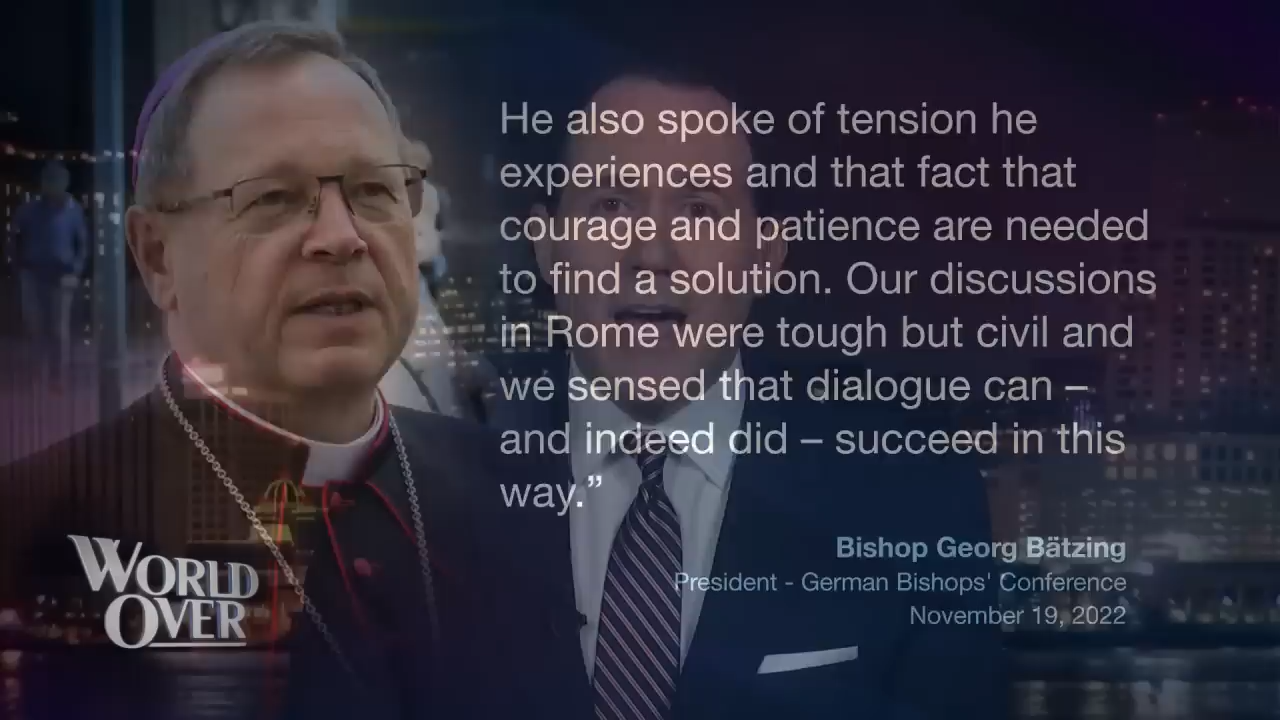 He also spoke of tension he
experiences and that fact that
courage and patience are needed
to find a solution. Our discussions
in Rome were tough but civil and
we sensed that dialogue can –
and indeed did – succeed in this
way.”
Bishop Georg Bätzing
President - German Bishops' Conference
November 19, 2022
WORLD
OVER